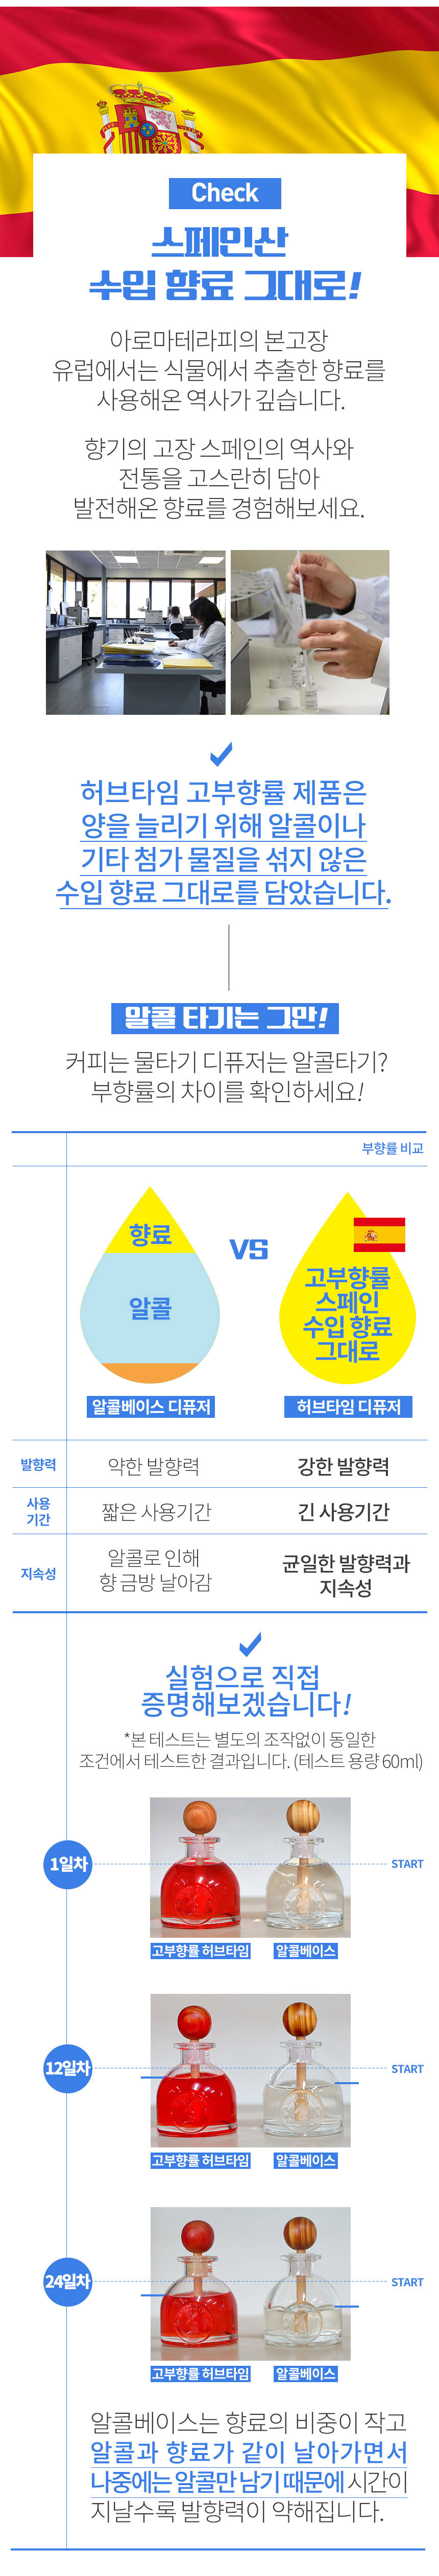 Check
스페인산
수입 향료 그대로!
아로마테라피의 본고장
유럽에서는 식물에서 추출한 향료를
사용해온 역사가 깊습니다.
향기의 고장 스페인의 역사와
전통을 고스란히 담아
발전해온 향료를 경험해보세요.
허브타임 고부향률 제품은
양을 늘리기 위해 알콜이나
기타 첨가 물질을 섞지 않은
수입 향료 그대로를 담았습니다.
알콜 타기는 그만!
커피는 물타기 디퓨저는 알콜타기?
부향률의 차이를 확인하세요!
부향률 비교
향료
알콜
VS
고부향률
스페인
수입 향료
그대로
알콜베이스 디퓨저
허브타임 디퓨저
발향력
약한 발향력
강한 발향력
사용
기간
짧은 사용기간
긴 사용기간
지속성
알콜로 인해
향 금방 날아감
균일한 발향력과
지속성
실험으로 직접
증명해보겠습니다!
*본 테스트는 별도의 조작없이 동일한
조건에서 테스트한 결과입니다. (테스트 용량 60ml)
1일차
START
고부향률 허브타임
알콜베이스
12일차
START
고부향률 허브타임
알콜베이스
24일차
START
고부향률 허브타임
알콜베이스
알콜베이스는 향료의 비중이 작고
알콜과 향료가 같이 날아가면서
나중에는 알콜만 남기 때문에 시간이
지날수록 발향력이 약해집니다.